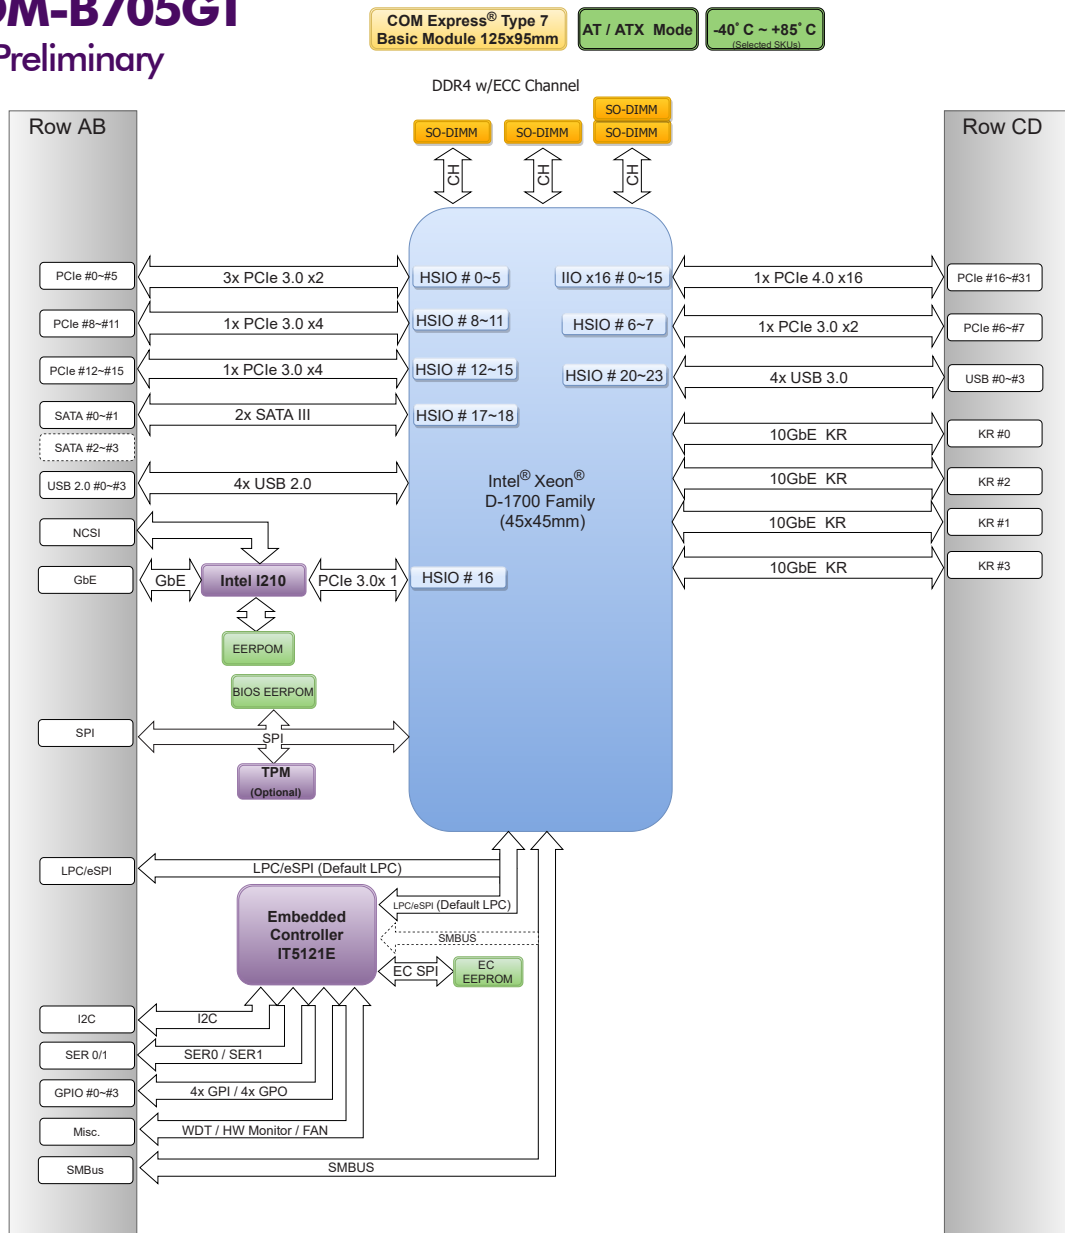 OM-B705GT
Preliminary
COM Express® Type 7
Basic Module 125x95mm
AT / ATX Mode
-40° C ~ +85° C
(Selected SKUs)
DDR4 w/ECC Channel
SO-DIMM
SO-DIMM
SO-DIMM
SO-DIMM
CH
CH
CH
Row AB
Row CD
PCIe #0~#5
3x PCIe 3.0 x2
HSIO # 0~5
IIO x16 # 0~15
1x PCIe 4.0 x16
PCIe #16~#31
PCIe #8~#11
1x PCIe 3.0 x4
HSIO # 8~11
HSIO # 6~7
1x PCIe 3.0 x2
PCIe #6~#7
PCIe #12~#15
1x PCIe 3.0 x4
HSIO # 12~15
HSIO # 20~23
4x USB 3.0
USB #0~#3
SATA #0~#1
2x SATA III
HSIO # 17~18
10GbE KR
KR #0
SATA #2~#3
USB 2.0 #0~#3
4x USB 2.0
Intel® Xeon®
D-1700 Family
(45x45mm)
10GbE KR
KR #2
NCSI
10GbE KR
KR #1
GbE
GbE
Intel I210
PCIe 3.0x 1
HSIO # 16
10GbE KR
KR #3
EERPOM
BIOS EERPOM
SPI
SPI
TPM
(Optional)
LPC/eSPI
LPC/eSPI (Default LPC)
LPC/eSPI (Default LPC)
Embedded
Controller
IT5121E
SMBUS
EC SPI
EC
EEPROM
I2C
I2C
SER 0/1
SER0 / SER1
GPIO #0~#3
4x GPI / 4x GPO
Misc.
WDT / HW Monitor / FAN
SMBus
SMBUS